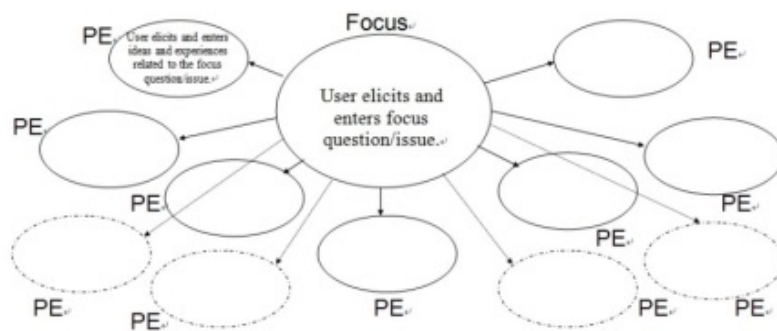 Focus
PE
User elicits and enters
ideas and experiences
related to the focus
question/issue.
PE
User elicits and
enters focus
question/issue.
PE
PE
PE
PE
PE
PE
PE
PE
PE
PE